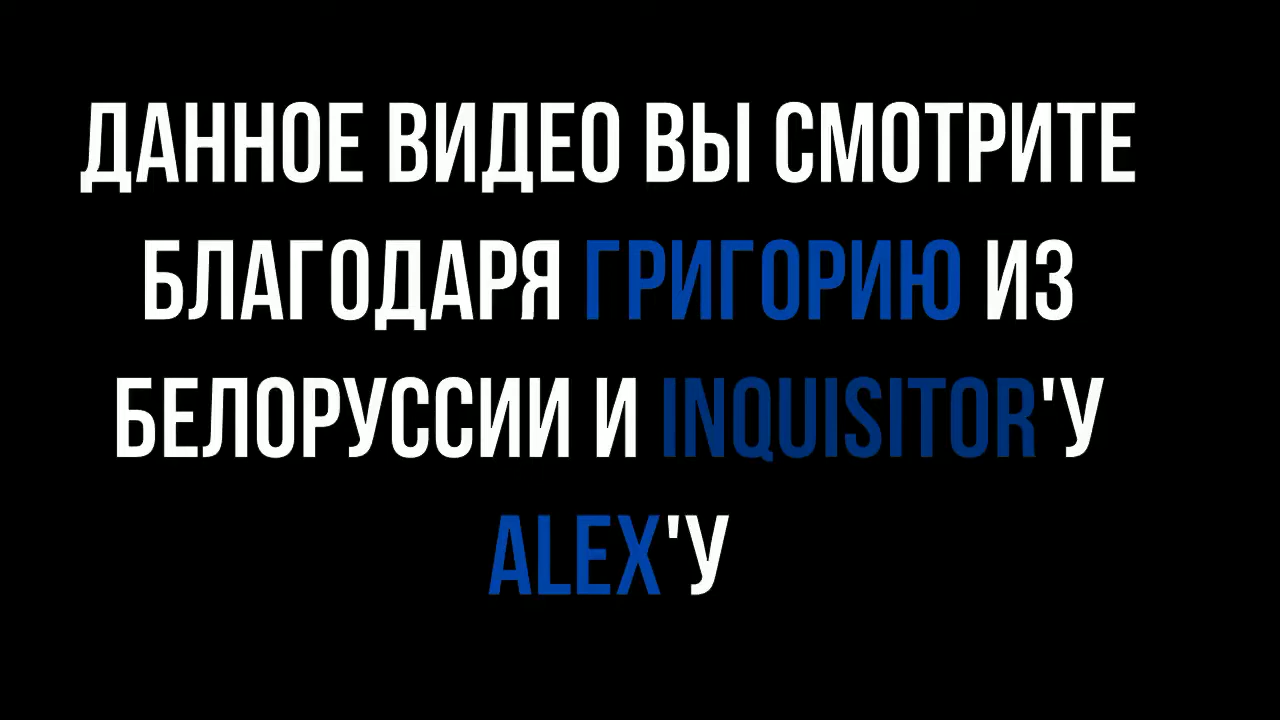 ДАННОЕ ВИДЕО ВЫ СМОТРИТЕ
БЛАГОДАРЯ ГРИГОРИЮ ИЗ
БЕЛОРУССИИ И INQUISITOR'У
ALEX'У